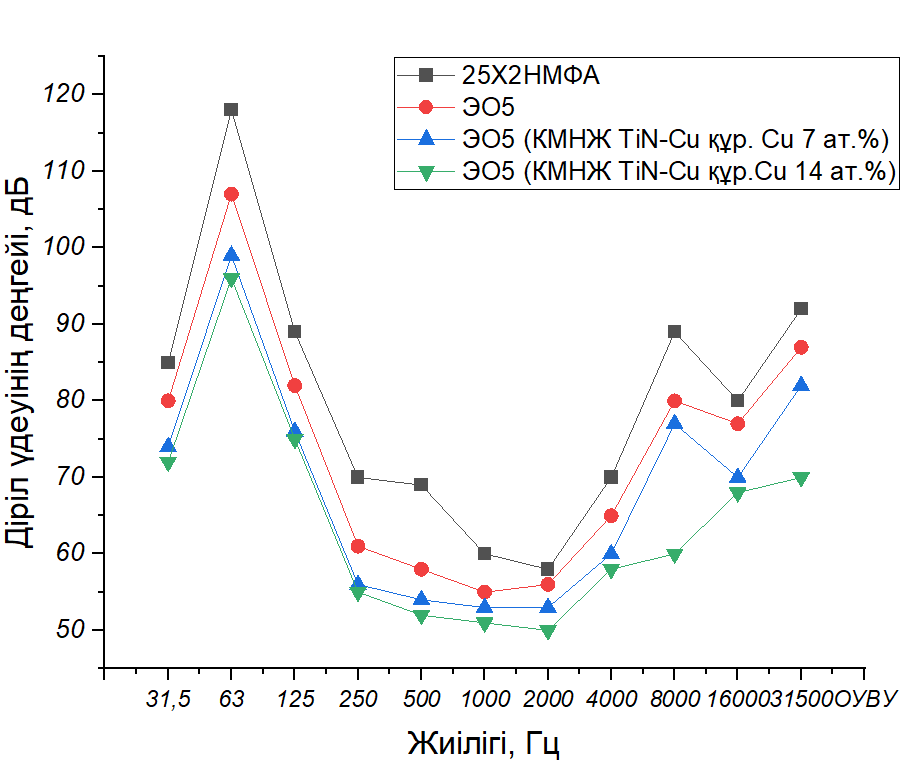 25Х2НМФА
ЭО5
ЭО5 (КМНЖ TiN-Cu құр. Cu 7 ат.%)
ЭО5 (КМНЖ TiN-Cu құр.Cu 14 ат.%)
Діріл үдеуінің деңгейі, дБ
120
110
100
90
80
70
60
50
31,5 63 125 250 500 1000 2000 4000 8000 16000 31500 ОУВУ
Жиілігі, Гц